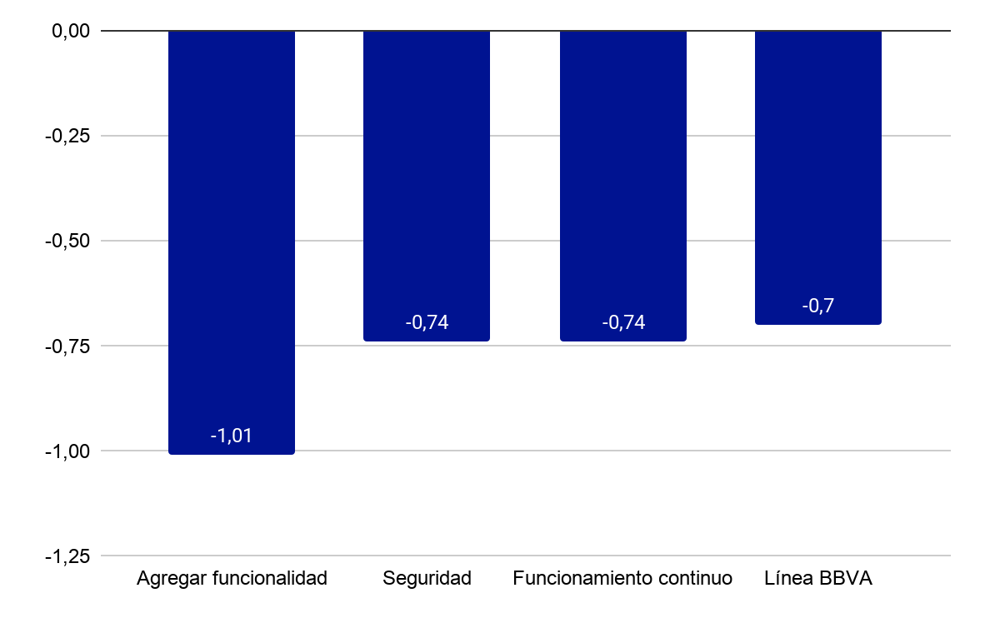 0,00
-0,25
-0,50
-0,75
-1,00
-1,25
-1,01
-0,74
-0,74
-0,7
Agregar funcionalidad
Seguridad
Funcionamiento continuo
Línea BBVA